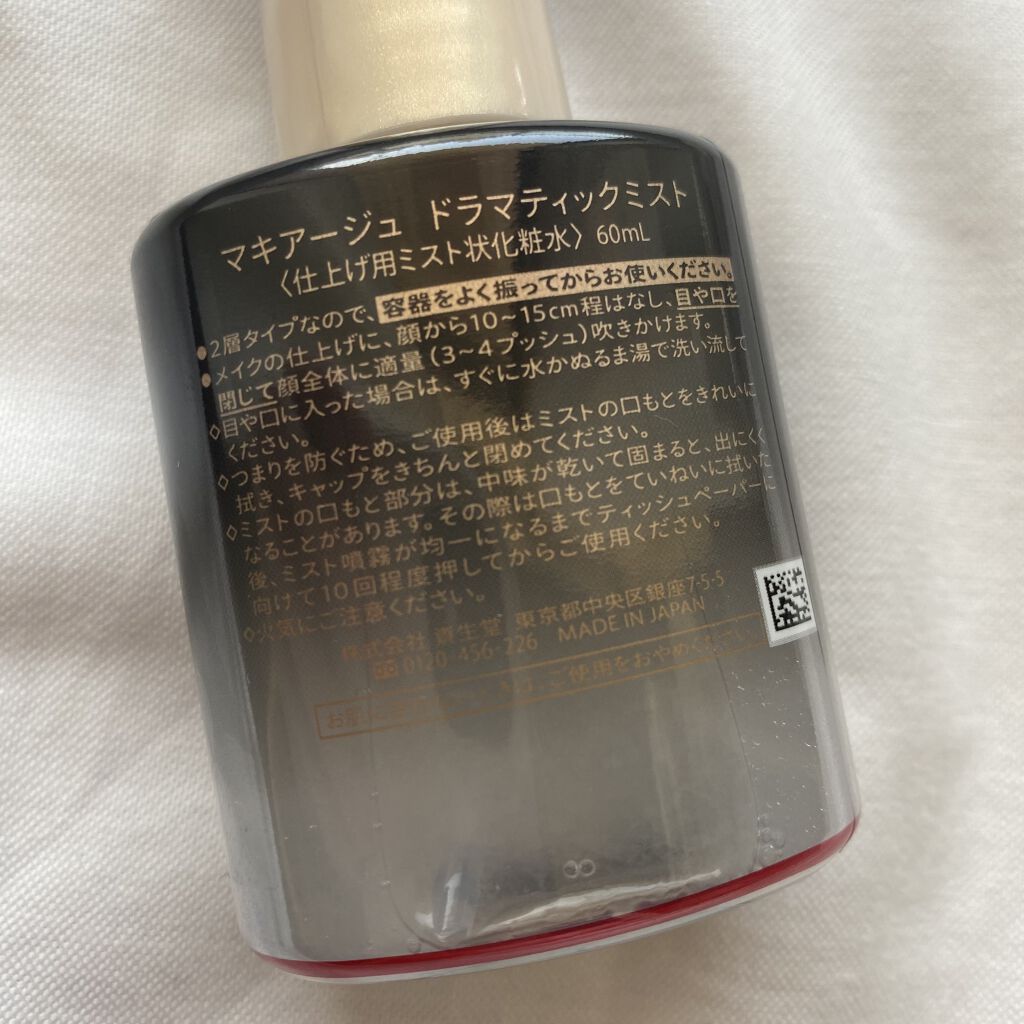 マキアージュ ドラマティックミスト
〈仕上げ用ミスト状化粧水〉 60mL
●2層タイプなので、容器をよく振ってからお使いください。
●メイクの仕上げに、顔から10～15cm程はなし、目や口を
閉じて顔全体に適量(3～4プッシュ)吹きかけます。
◇目や口に入った場合は、すぐに水かぬるま湯で洗い流して
ください。
◇つまりを防ぐため、ご使用後はミストの口もとをきれいに
拭き、キャップをきちんと閉めてください。
◇ミストの口もと部分は、中味が乾いて固まると、出にくく
なることがあります。その際は口もとをていねいに拭いた
後、ミスト噴霧が均一になるまでティッシュペーパーに
向けて10回程度押してからご使用ください。
◇火気にご注意ください。
株式会社 資生堂 東京都中央区銀座7-5-5
0120-456-226 MADE IN JAPAN
ご使用をおやめください